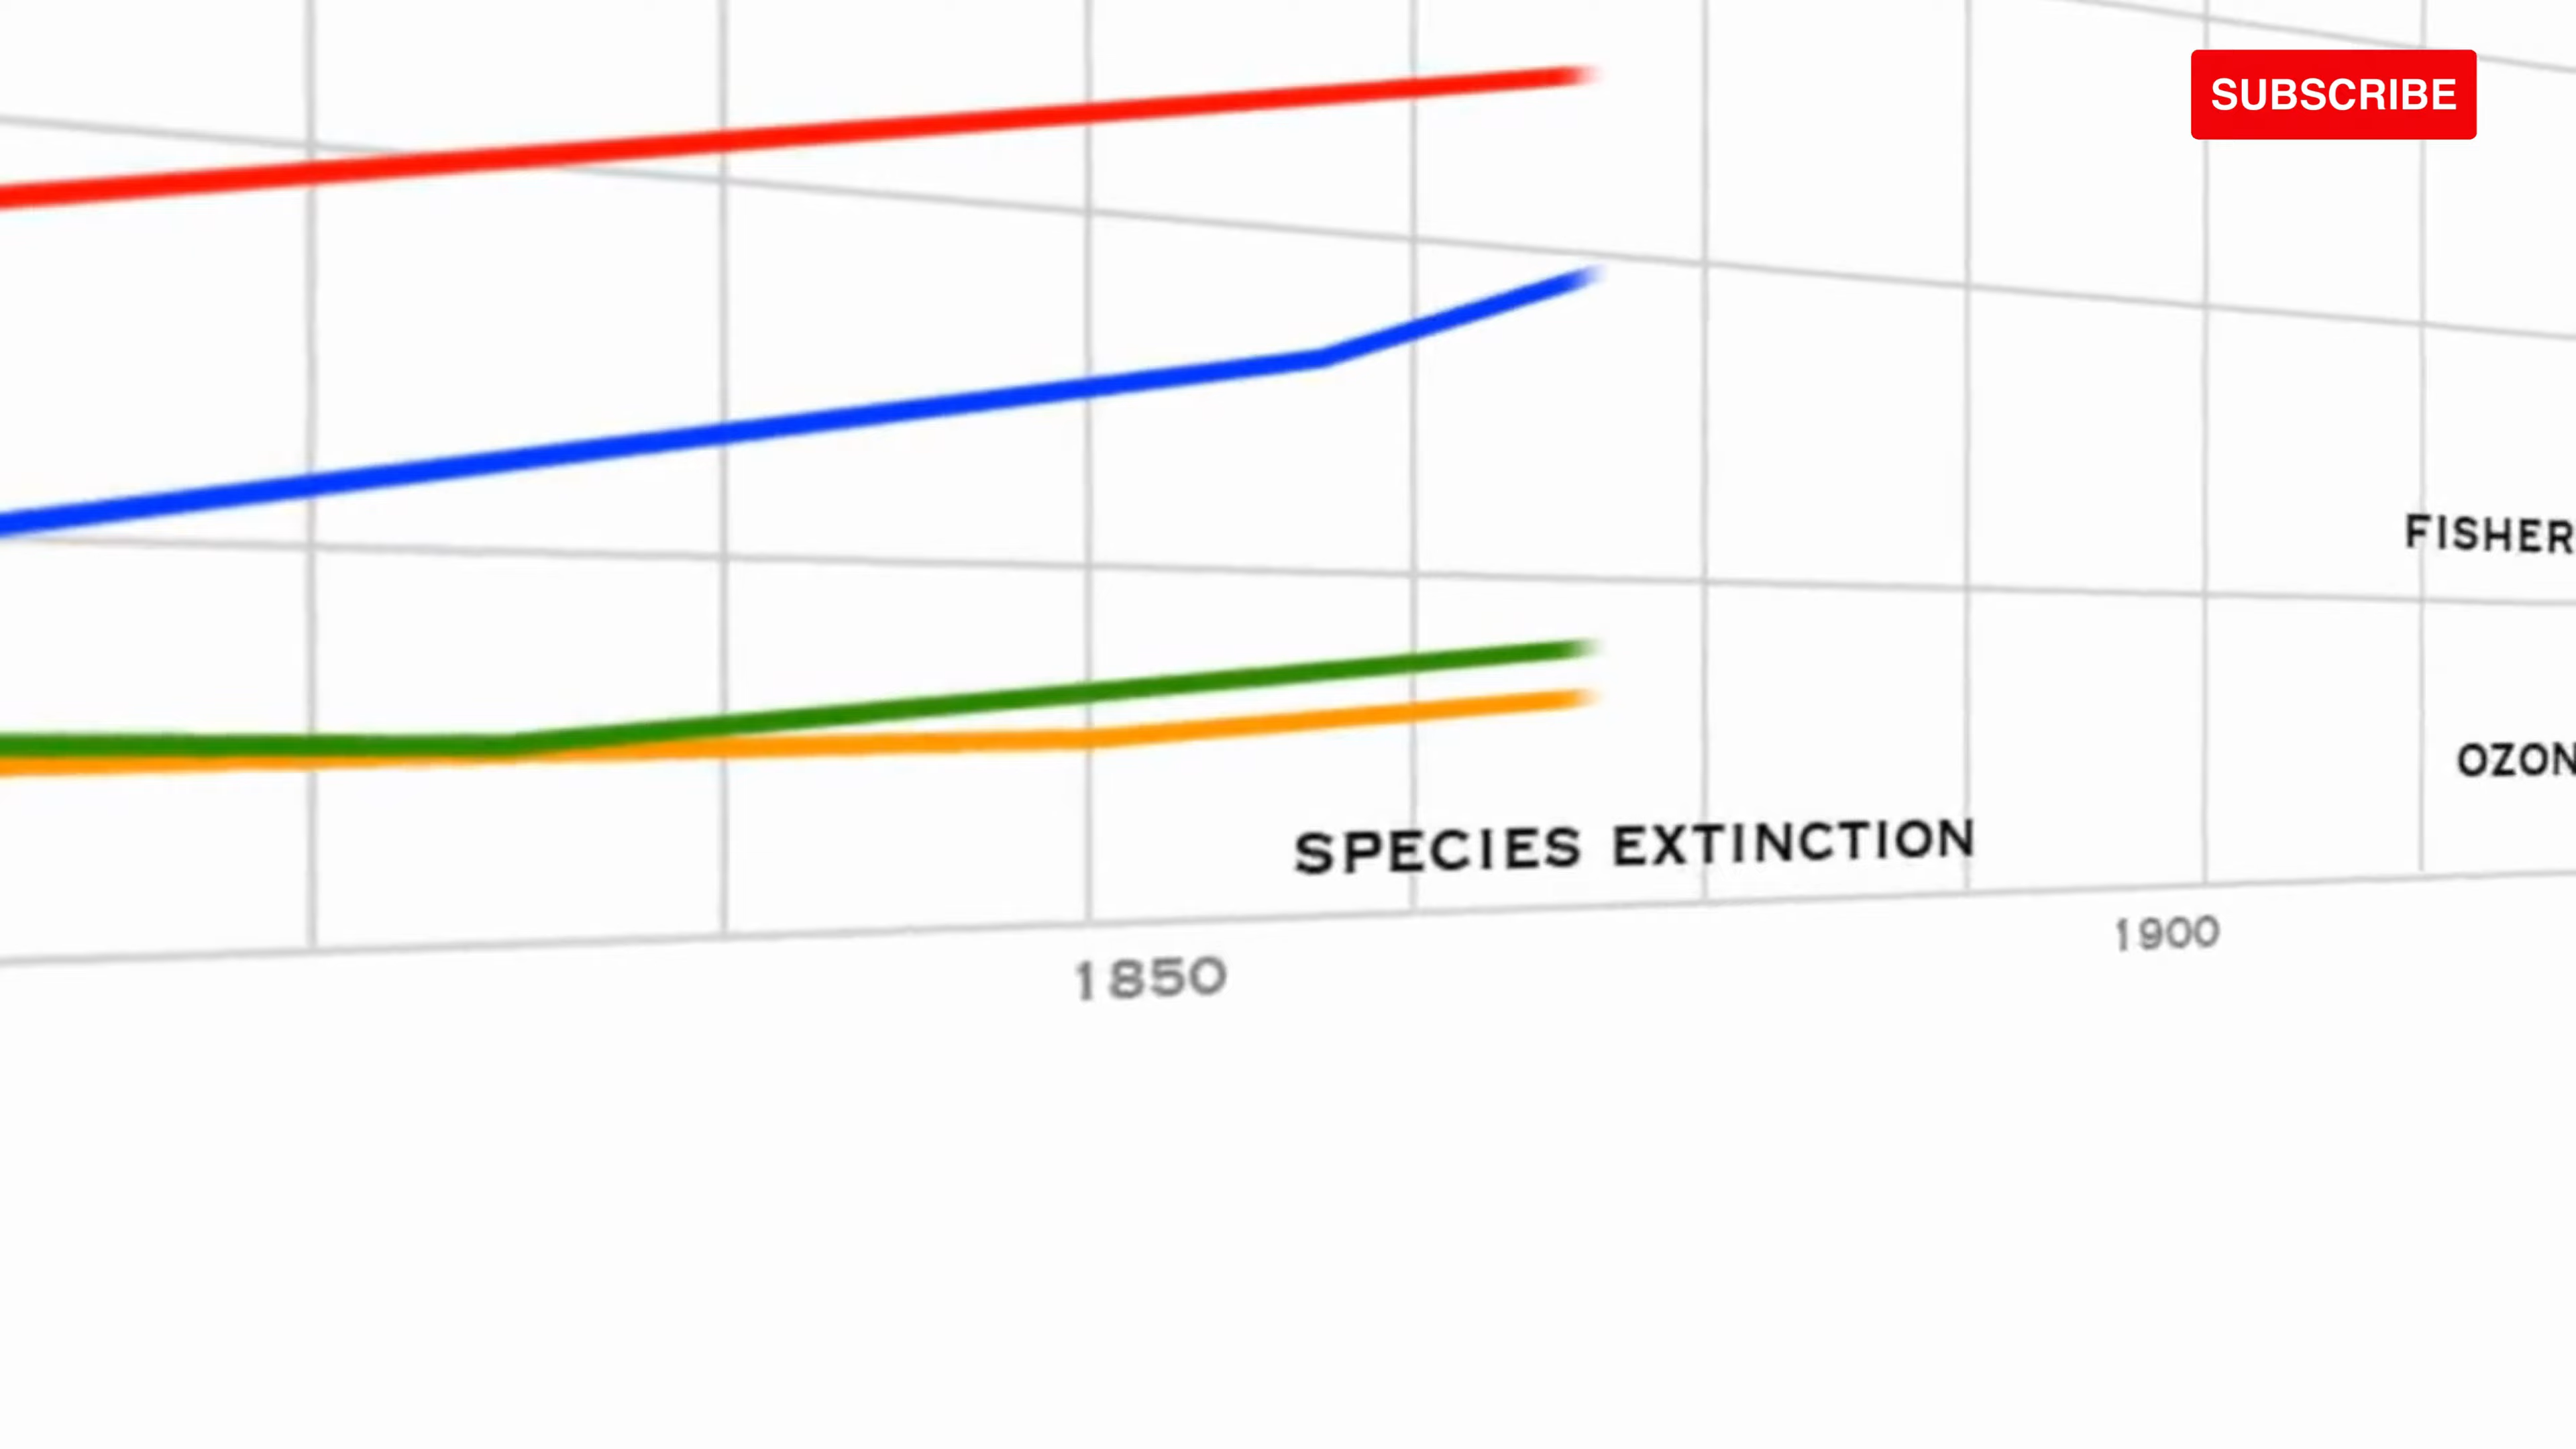 SUBSCRIBE
FISHER
OZON
SPECIES EXTINCTION
1850
1900